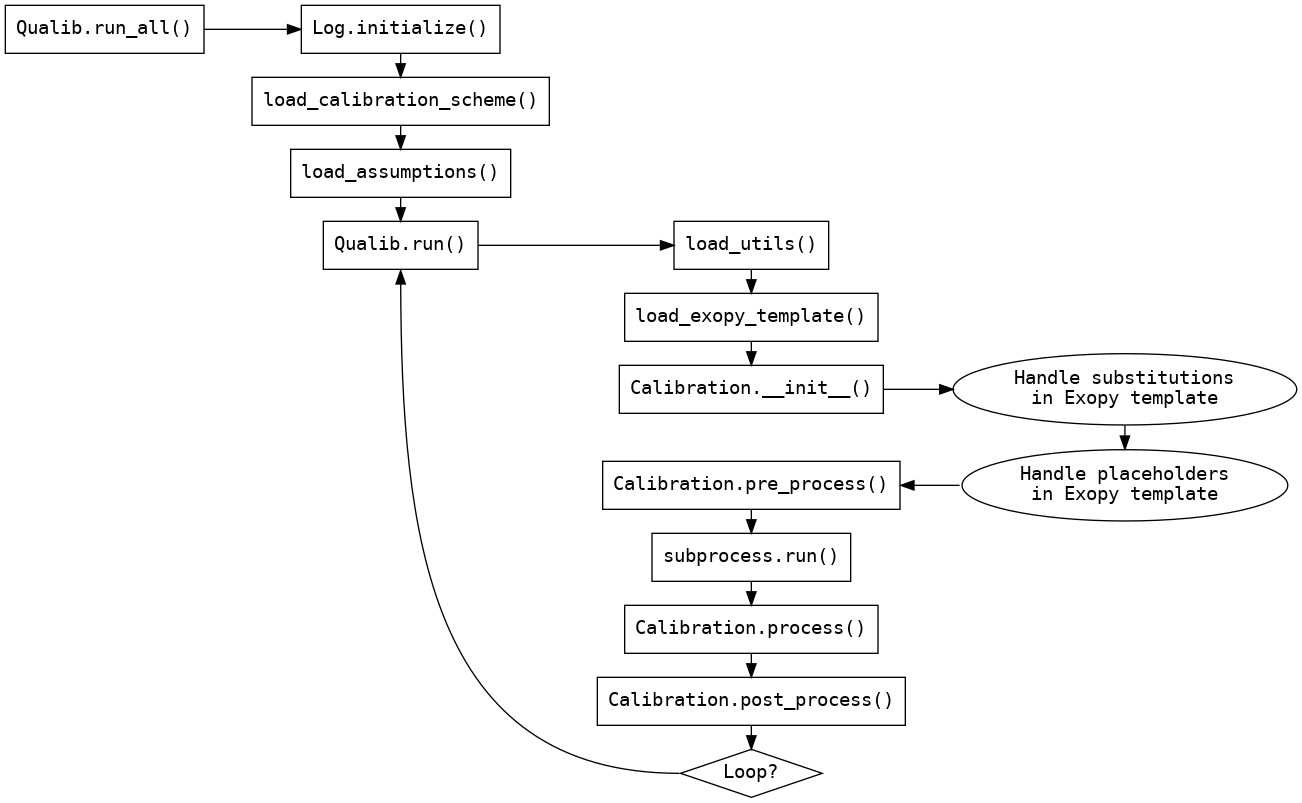 Qualib.run_all()
Log.initialize()
load_calibration_scheme()
load_assumptions()
Qualib.run()
load_utils()
load_exopy_template()
Calibration.__init__()
Handle substitutions
in Exopy template
Handle placeholders
in Exopy template
Calibration.pre_process()
subprocess.run()
Calibration.process()
Calibration.post_process()
Loop?